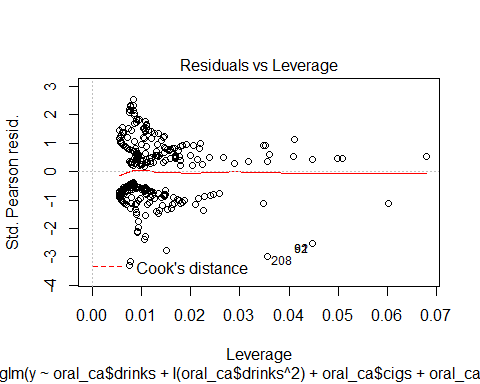 Residuals vs Leverage
Std. Pearson resid.
3
2
1
0
-1
-2
-3
-4
208
Cook's distance
0.00 0.01 0.02 0.03 0.04 0.05 0.06 0.07
Leverage
glm(y ~ oral_ca$drinks + I(oral_ca$drinks^2) + oral_ca$cigs + oral_ca